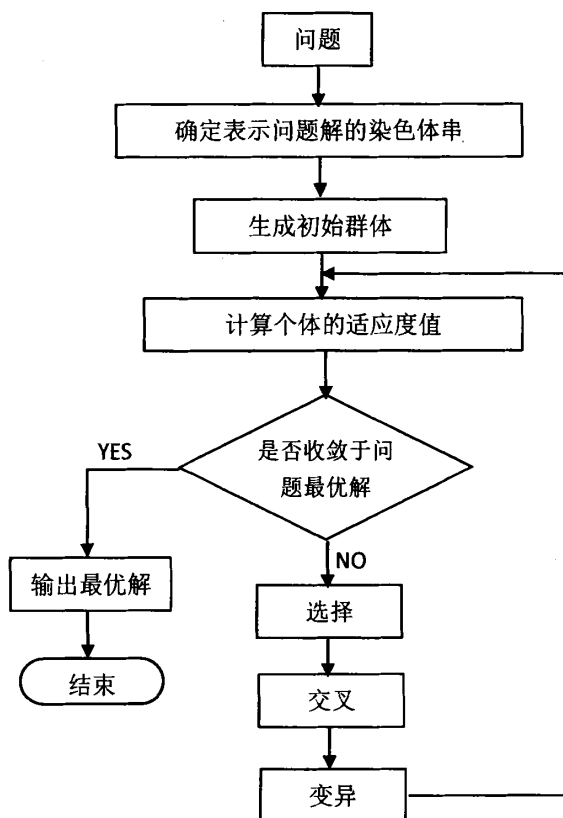 问题
确定表示问题解的染色体串
生成初始群体
计算个体的适应度值
是否收敛于问
题最优解
YES
NO
输出最优解
选择
结束
交叉
变异